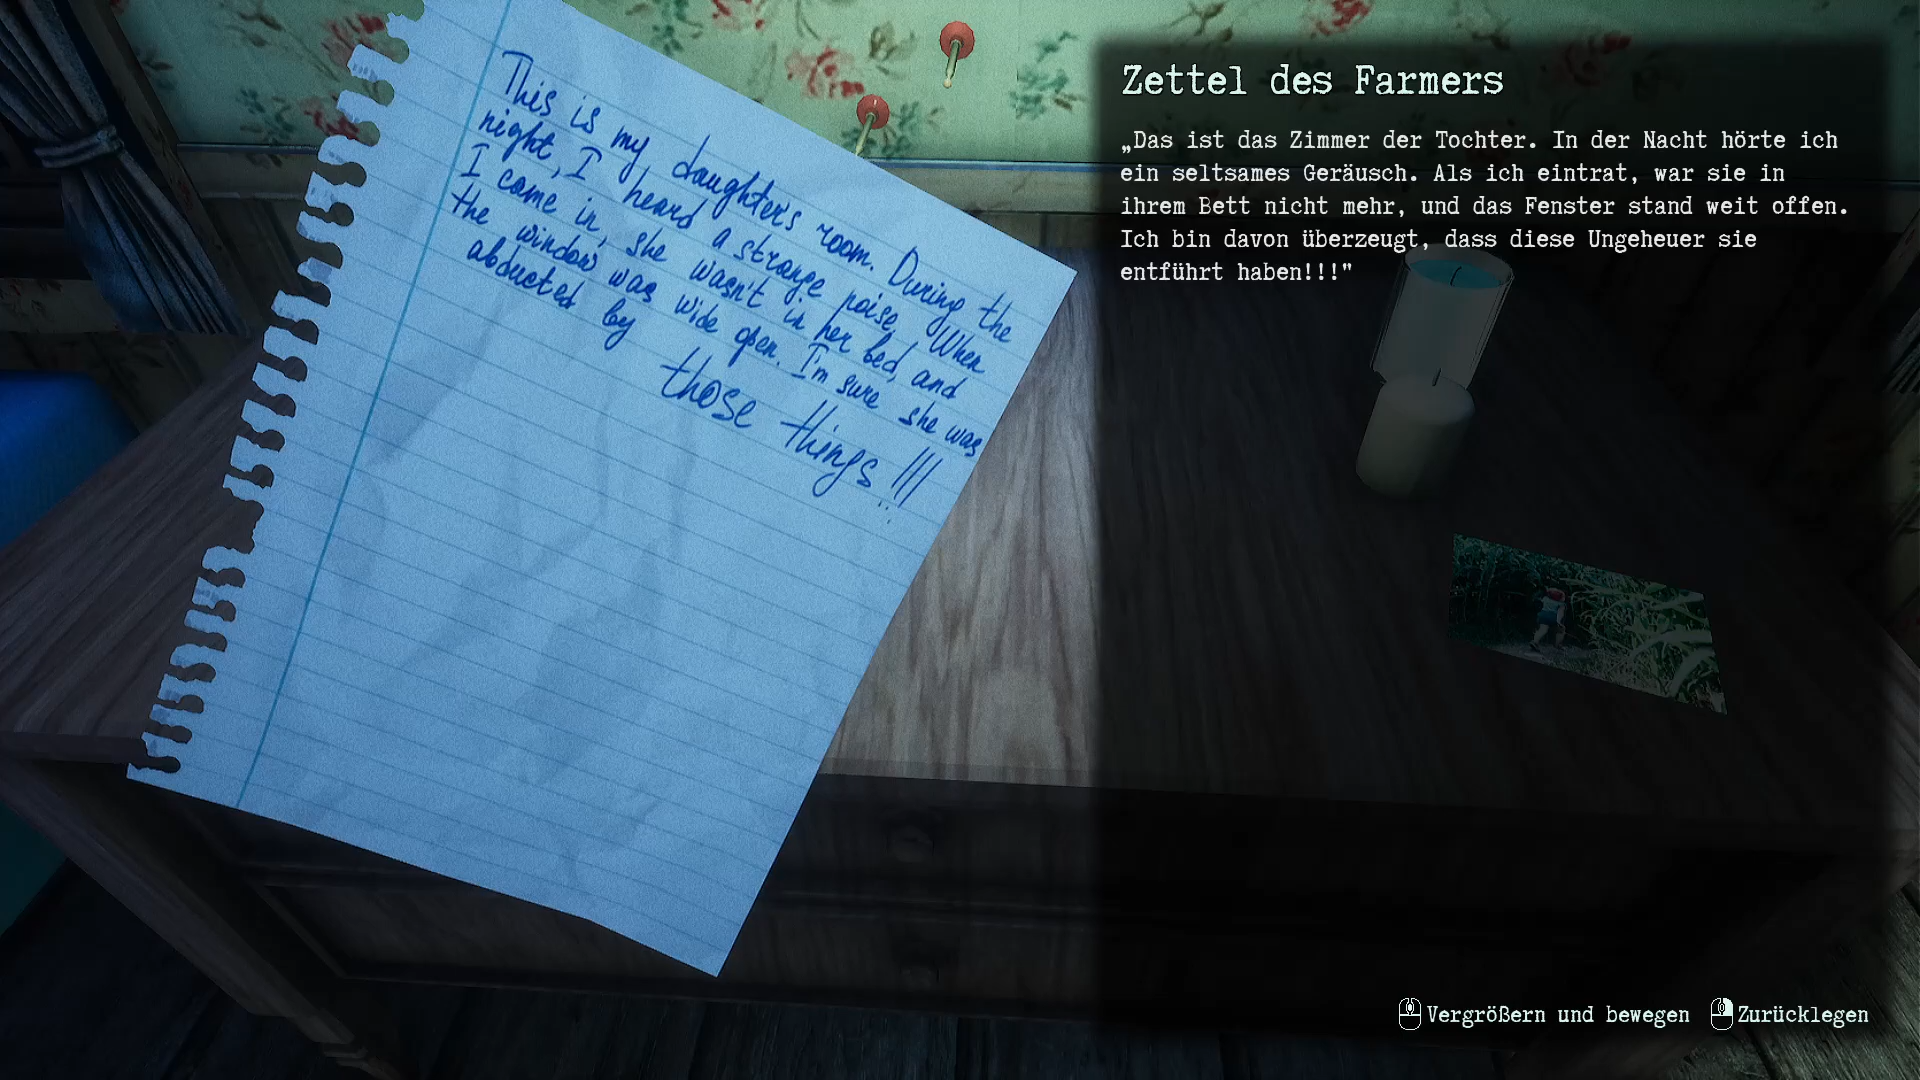 This is my daughter's room. During the
night, I heard a strange noise. When
I came in, she wasn't in her bed, and
the window was wide open. I'm sure she was
abducted by
those things!!!
Zettel des Farmers
„Das ist das Zimmer der Tochter. In der Nacht hörte ich
ein seltsames Geräusch. Als ich eintrat, war sie in
ihrem Bett nicht mehr, und das Fenster stand weit offen.
Ich bin davon überzeugt, dass diese Ungeheuer sie
entführt haben!!!"
Vergrößern und bewegen
Zurücklegen